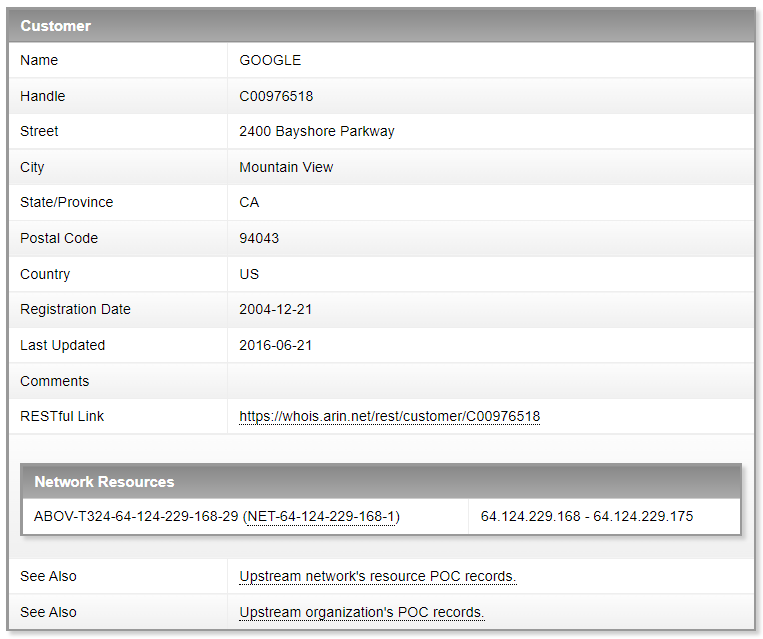 Customer
Name GOOGLE
Handle C00976518
Street 2400 Bayshore Parkway
City Mountain View
State/Province CA
Postal Code 94043
Country US
Registration Date 2004-12-21
Last Updated 2016-06-21
Comments
RESTful Link https://whois.arin.net/rest/customer/C00976518
Network Resources
ABOV-T324-64-124-229-168-29 (NET-64-124-229-168-1) 64.124.229.168 - 64.124.229.175
See Also Upstream network's resource POC records.
See Also Upstream organization's POC records.